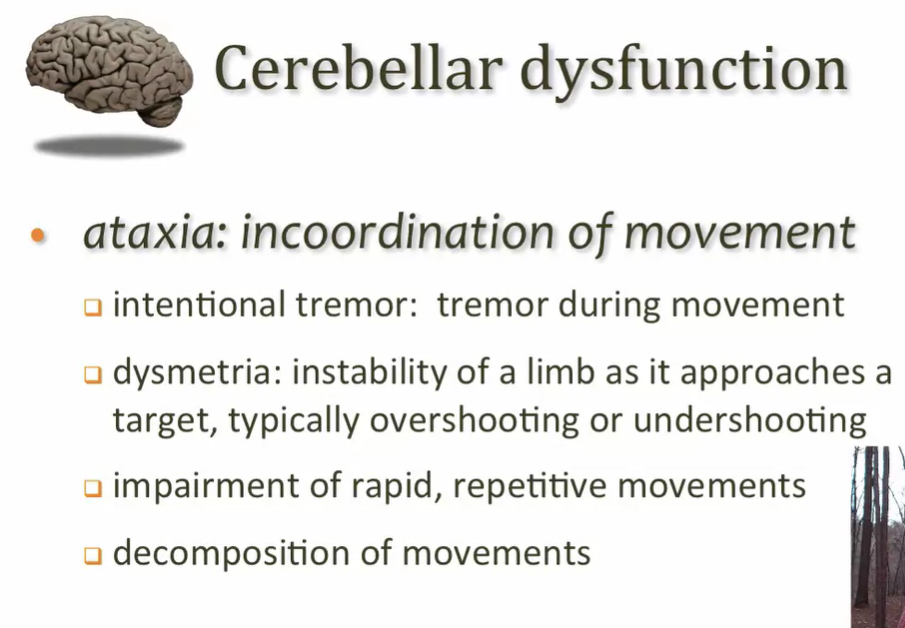 Cerebellar dysfunction
• ataxia: incoordination of movement
❑ intentional tremor:  tremor during movement
❑ dysmetria: instability of a limb as it approaches a
target, typically overshooting or undershooting
❑ impairment of rapid, repetitive movements
❑ decomposition of movements